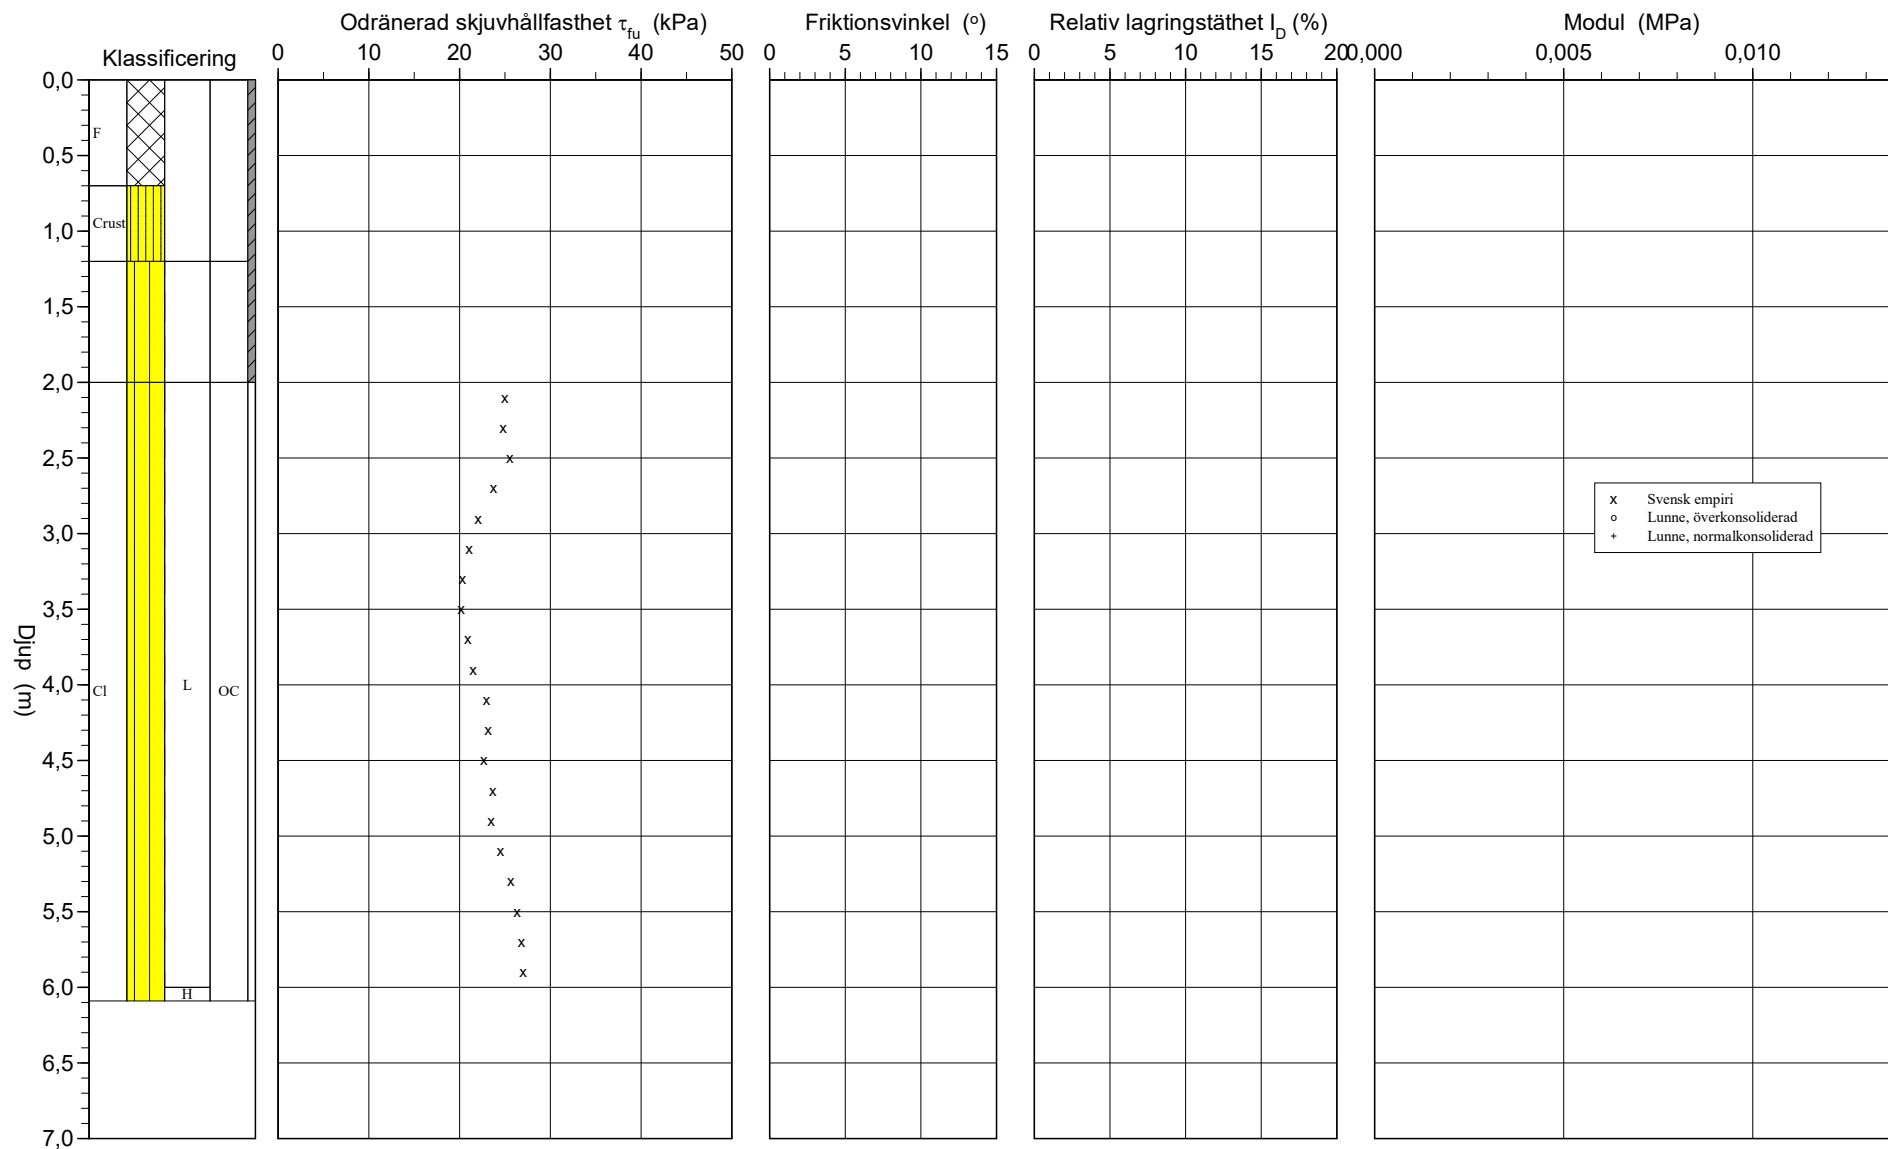 Odränerad skjuvhållfasthet τfu (kPa)
Friktionsvinkel (o)
Relativ lagringstäthet ID (%)
Modul (MPa)
Klassificering
0 10 20 30 40 50
0 5 10 15
0 5 10 15 20
0,000 0,005 0,010
0,0
F
0,5
Crust
1,0
1,5
2,0
x
x
2,5 x
x
x Svensk empiri
o Lunne, överkonsoliderad
+ Lunne, normalkonsoliderad
x
3,0
x
x
3,5 x
Djup (m)
x
x
4,0
Cl
L
OC
x
x
4,5 x
x
x
5,0
x
x
5,5 x
x
x
6,0
H
6,5
7,0